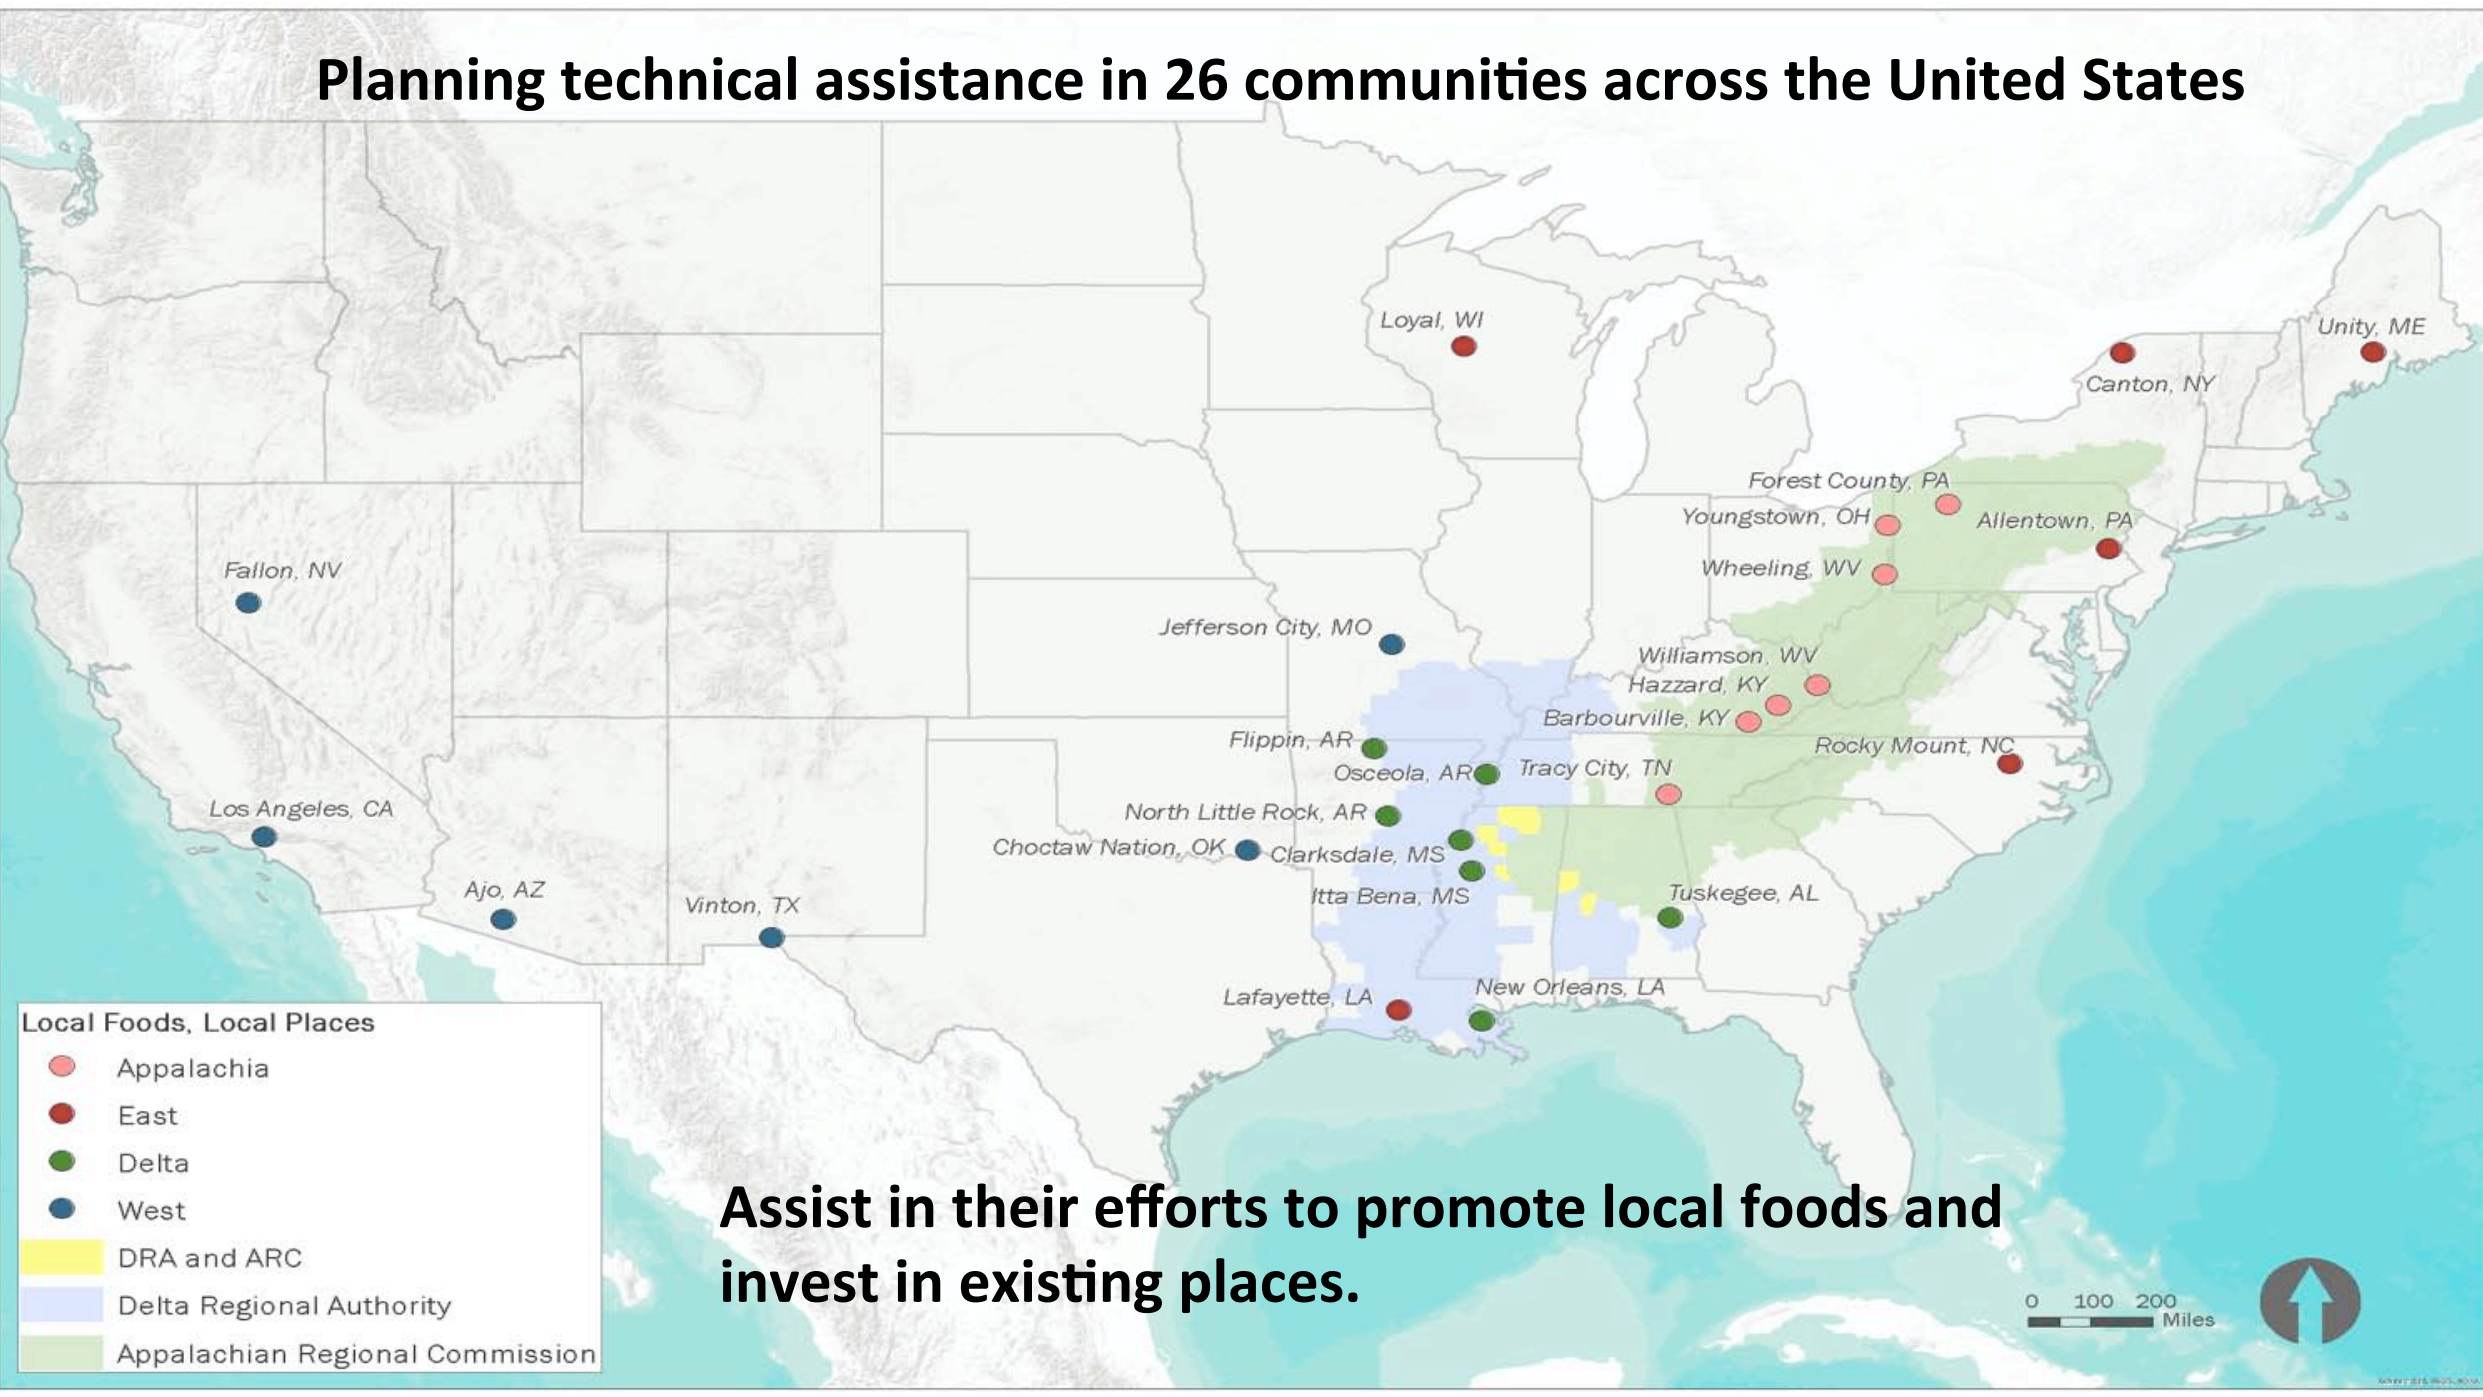 Planning technical assistance in 26 communities across the United States
Loyal, WI
Unity, ME
Canton, NY
Forest County, PA
Youngstown, OH
Allentown, PA
Wheeling, WV
Fallon, NV
Jefferson City, MO
Williamson, WV
Hazzard, KY
Barbourville, KY
Flippin, AR
Rocky Mount, NC
Osceola, AR
Tracy City, TN
Los Angeles, CA
North Little Rock, AR
Choctaw Nation, OK
Clarksdale, MS
Ajo, AZ
Itta Bena, MS
Tuskegee, AL
Vinton, TX
Lafayette, LA
New Orleans, LA
Local Foods, Local Places
Appalachia
East
Delta
West
DRA and ARC
Delta Regional Authority
Appalachian Regional Commission
Assist in their efforts to promote local foods and
invest in existing places.
0 100 200
Miles